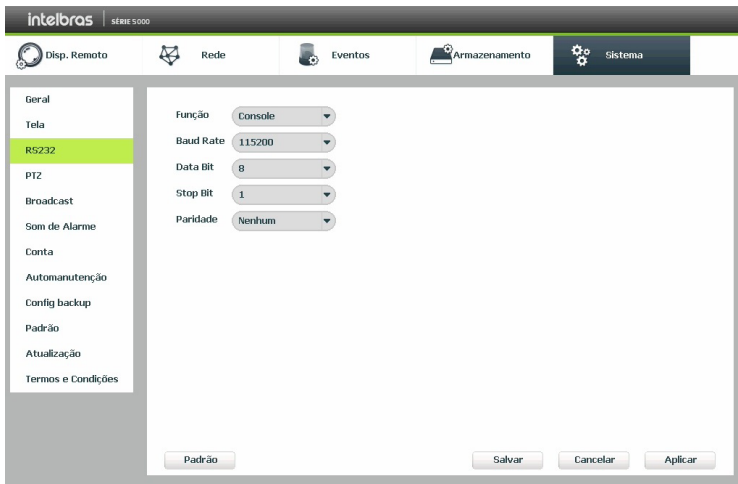 intelbras | SÉRIE 5000
Disp. Remoto Rede Eventos Armazenamento Sistema
Geral
Tela
RS232
PTZ
Broadcast
Som de Alarme
Conta
Automanutenção
Config backup
Padrão
Atualização
Termos e Condições
Função Console
Baud Rate 115200
Data Bit 8
Stop Bit 1
Paridade Nenhum
Padrão Salvar Cancelar Aplicar